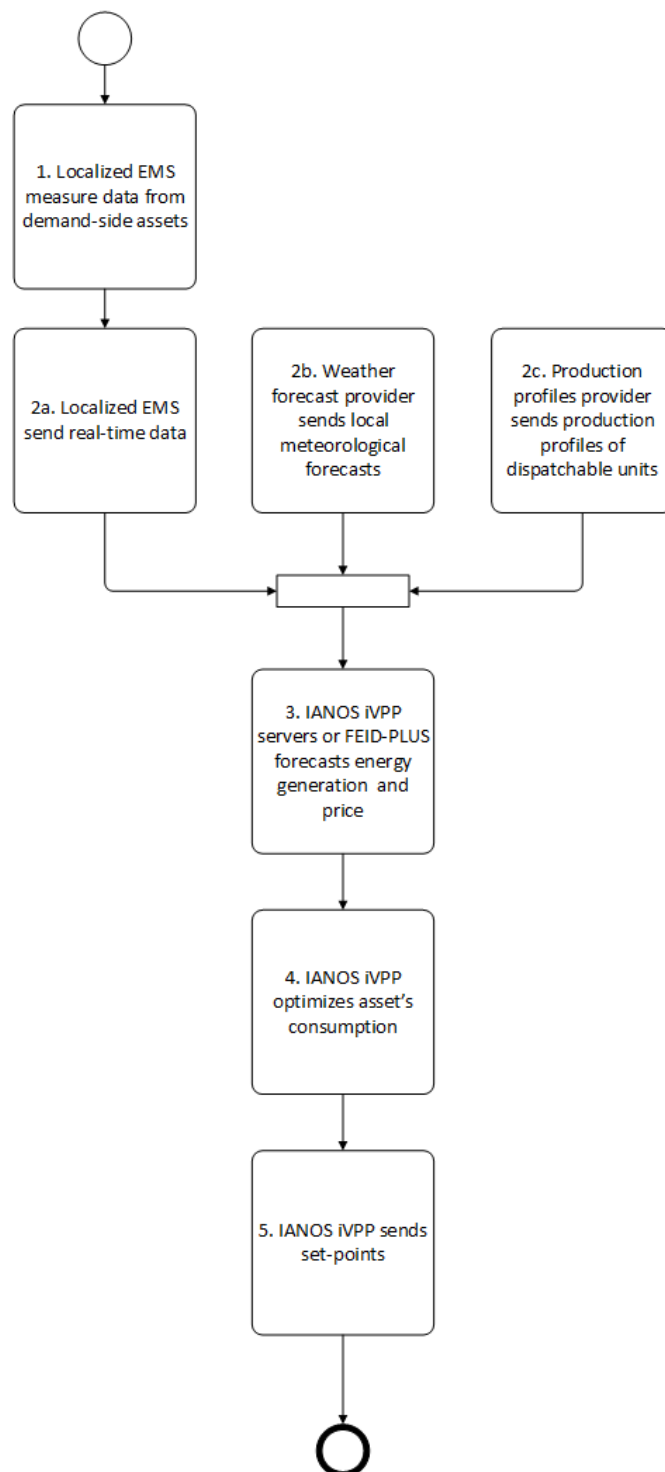 1. Localized EMS
measure data from
demand-side assets
2a. Localized EMS
send real-time data
2b. Weather
forecast provider
sends local
meteorological
forecasts
2c. Production
profiles provider
sends production
profiles of
dispatchable units
3. IANOS iVPP
servers or FEID-PLUS
forecasts energy
generation and
price
4. IANOS iVPP
optimizes asset's
consumption
5. IANOS iVPP sends
set-points